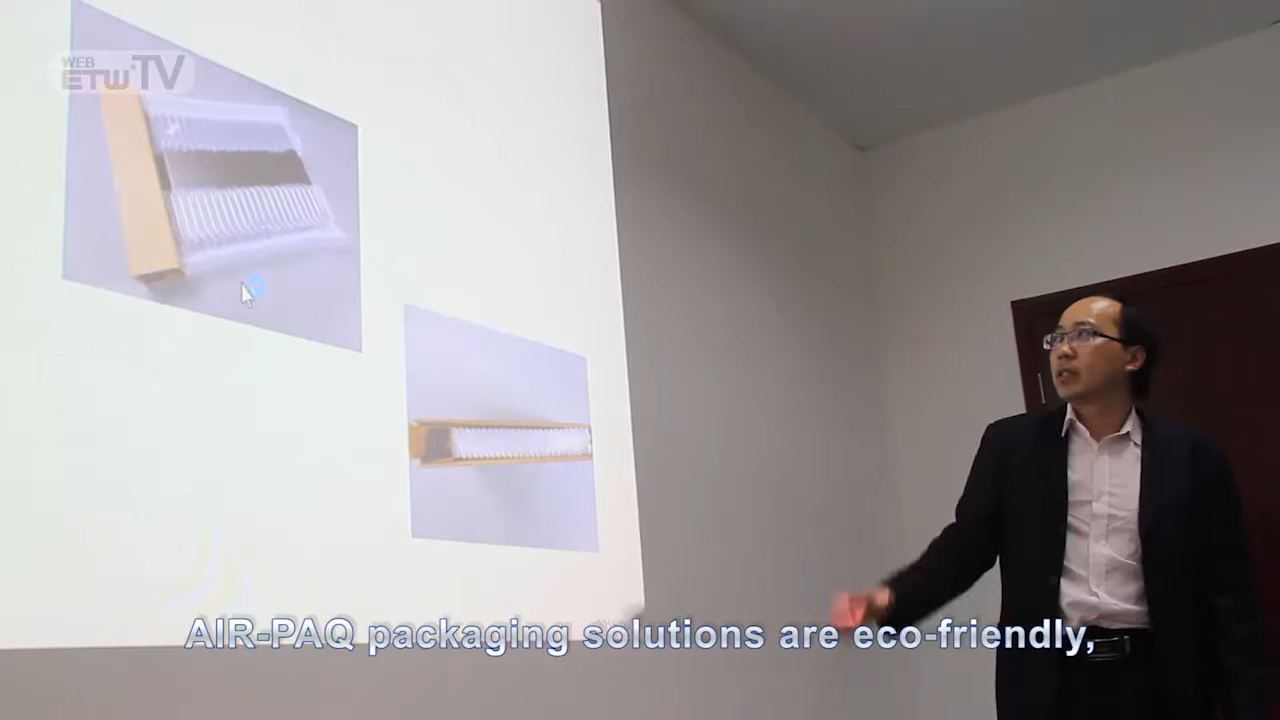 WEB
ETW TV
AIR-PAQ packaging solutions are eco-friendly,